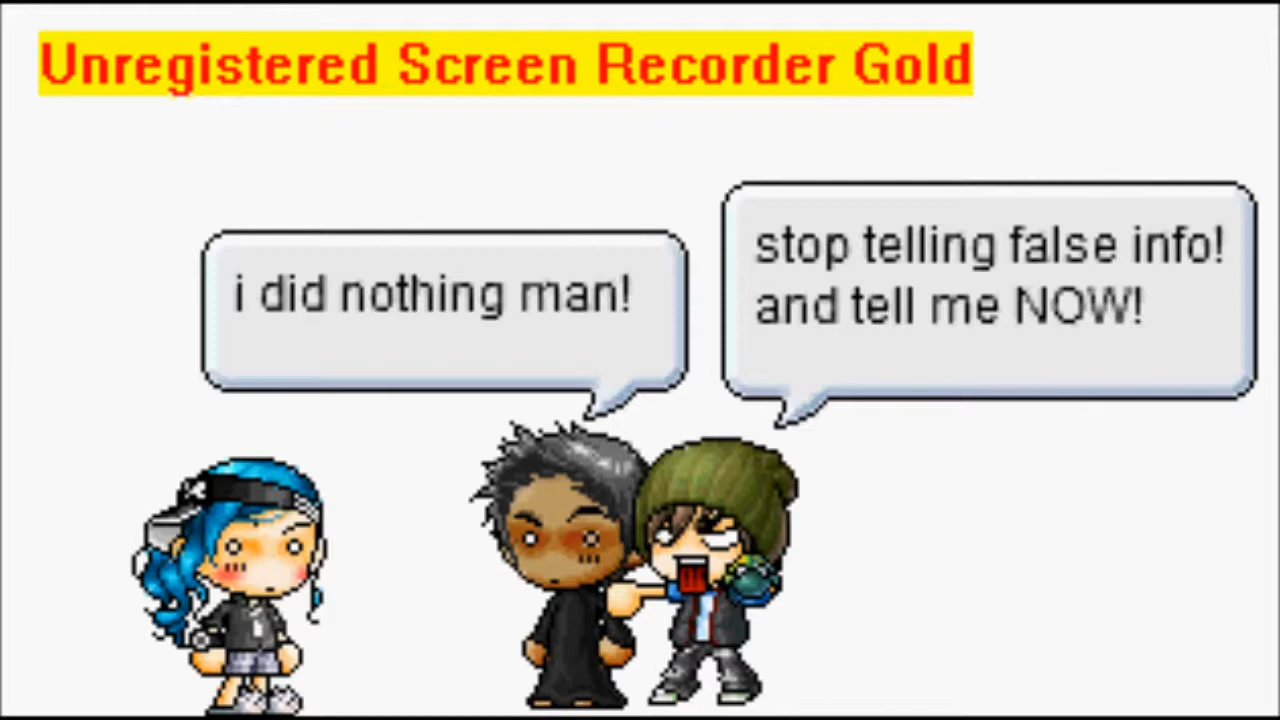 Unregistered Screen Recorder Gold
i did nothing man!
stop telling false info!
and tell me NOW!